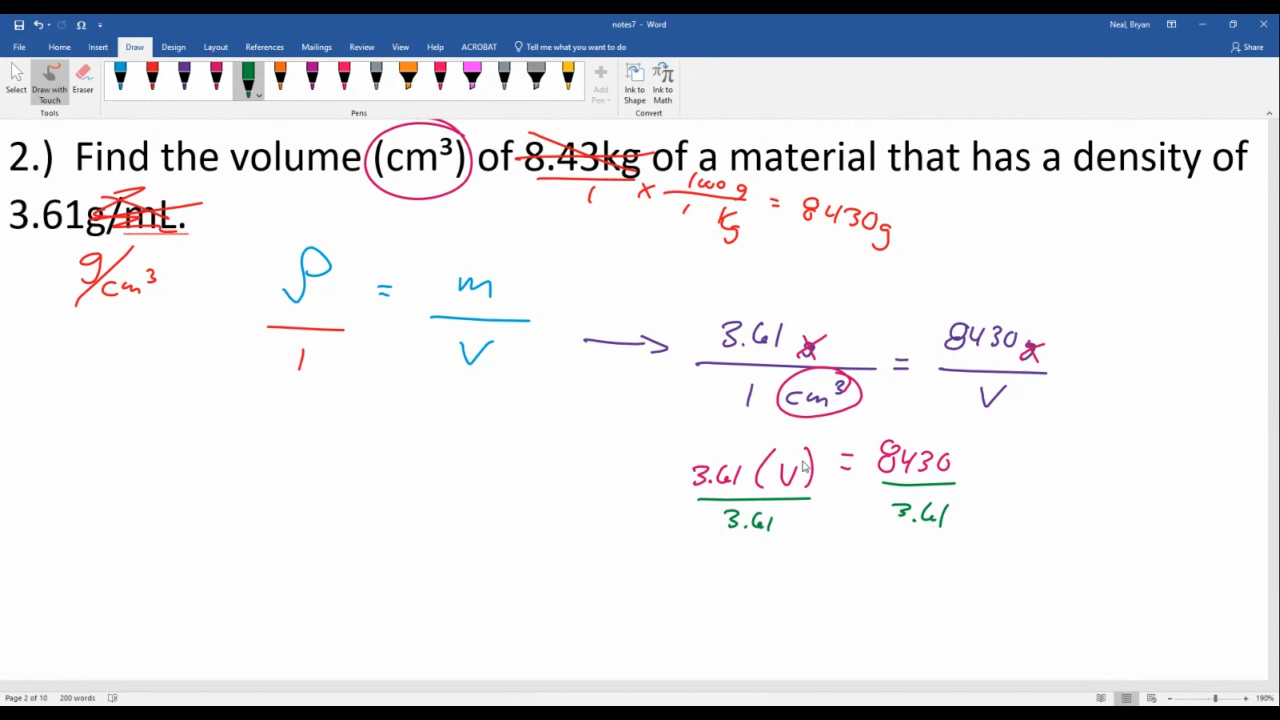 notes7 - Word
Neal, Bryan
File Home Insert Draw Design Layout References Mailings Review View Help ACROBAT Tell me what you want to do Share
Select Draw with Touch Eraser Add Pen Ink to Shape Ink to Math
Tools Pens Convert
2.) Find the volume (cm³) of 8.43kg of a material that has a density of
1 x 1000 g / 1 kg = 8430g
3.61g/mL.
g/cm³
ρ / 1 = m / V → 3.61 g / 1 cm³ = 8430 g / V
3.61 (V) = 8430
3.61 3.61
Page 2 of 10 200 words 190%